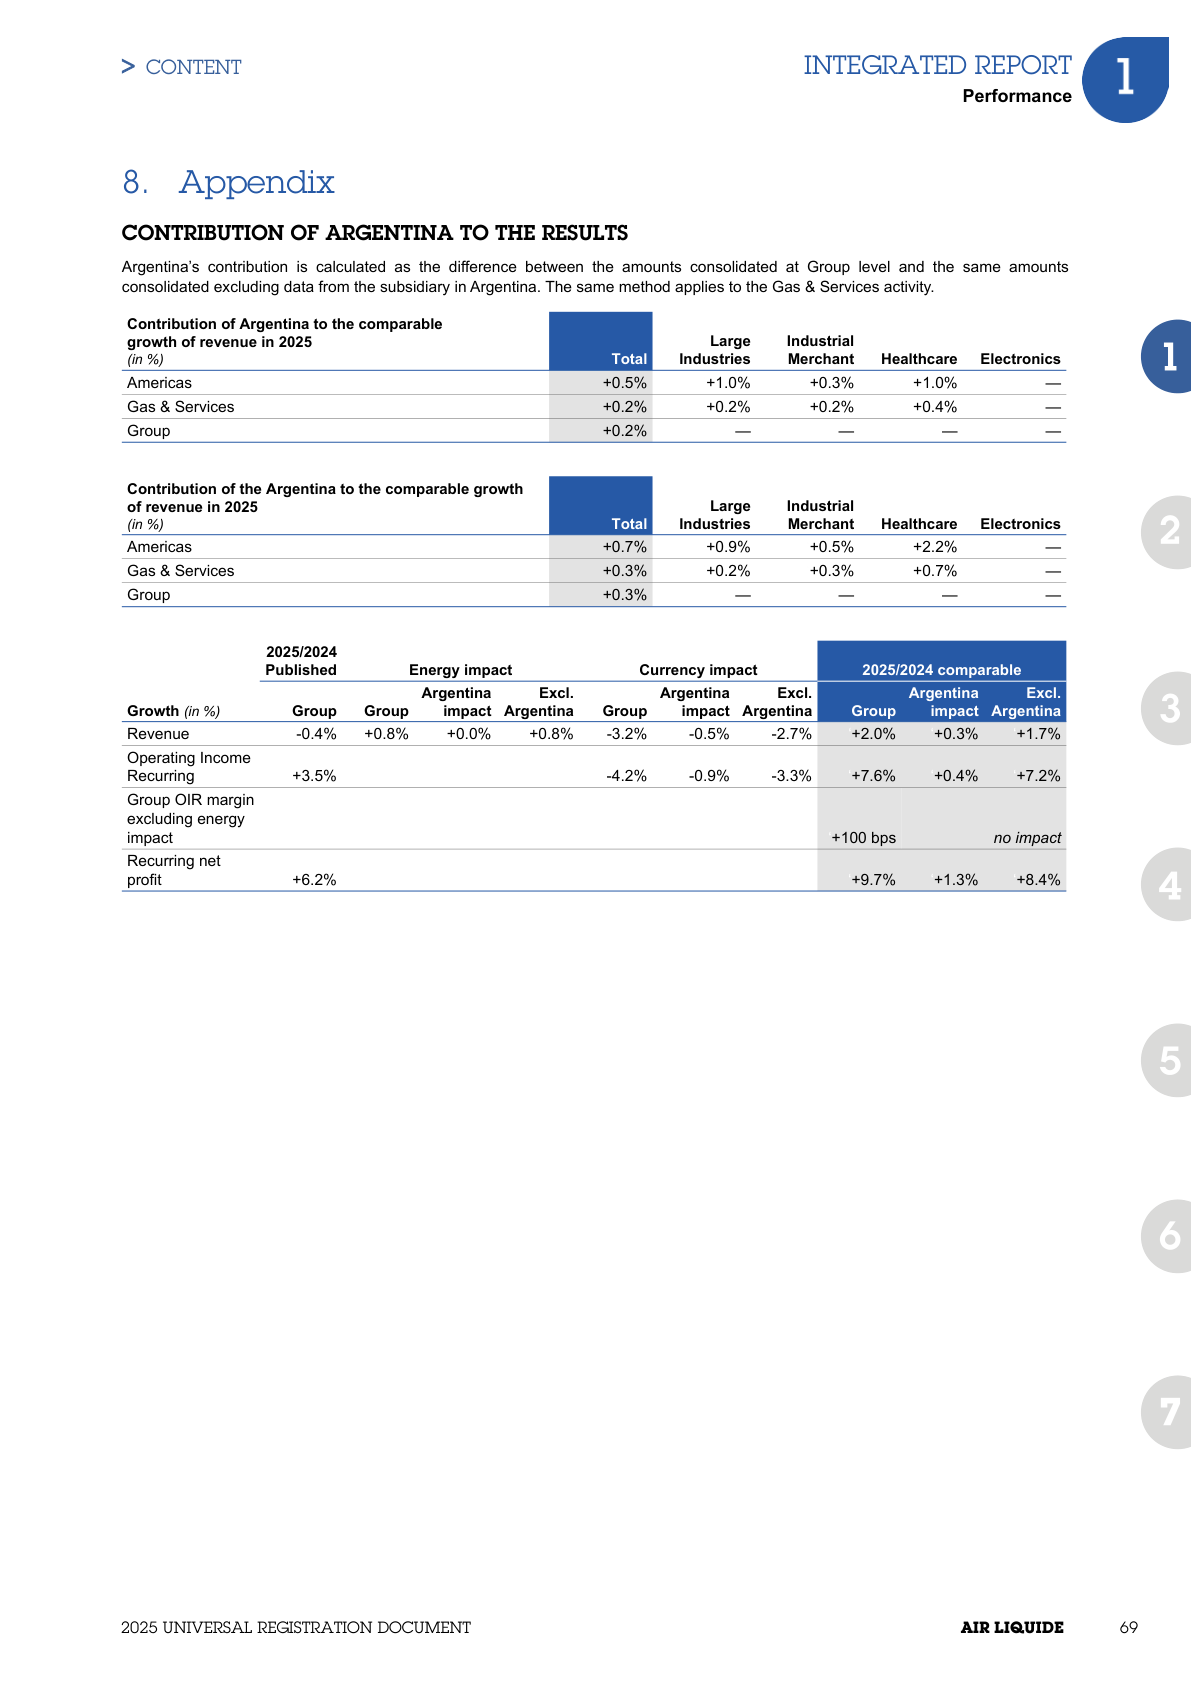 > CONTENT
INTEGRATED REPORT
Performance
1
8. Appendix
CONTRIBUTION OF ARGENTINA TO THE RESULTS
Argentina's contribution is calculated as the difference between the amounts consolidated at Group level and the same amounts
consolidated excluding data from the subsidiary in Argentina. The same method applies to the Gas & Services activity.
Contribution of Argentina to the comparable
growth of revenue in 2025
(in %) Total Large Industries Industrial Merchant Healthcare Electronics
Americas +0.5% +1.0% +0.3% +1.0% —
Gas & Services +0.2% +0.2% +0.2% +0.4% —
Group +0.2% — — — —
Contribution of the Argentina to the comparable growth
of revenue in 2025
(in %) Total Large Industries Industrial Merchant Healthcare Electronics
Americas +0.7% +0.9% +0.5% +2.2% —
Gas & Services +0.3% +0.2% +0.3% +0.7% —
Group +0.3% — — — —
2025/2024
Published Energy impact Currency impact 2025/2024 comparable
Argentina Excl. Argentina Excl. Argentina Excl.
Growth (in %) Group Group impact Argentina Group impact Argentina Group impact Argentina
Revenue -0.4% +0.8% +0.0% +0.8% -3.2% -0.5% -2.7% +2.0% +0.3% +1.7%
Operating Income
Recurring +3.5% -4.2% -0.9% -3.3% +7.6% +0.4% +7.2%
Group OIR margin
excluding energy
impact +100 bps no impact
Recurring net
profit +6.2% +9.7% +1.3% +8.4%
1
2
3
4
5
6
7
2025 UNIVERSAL REGISTRATION DOCUMENT AIR LIQUIDE 69